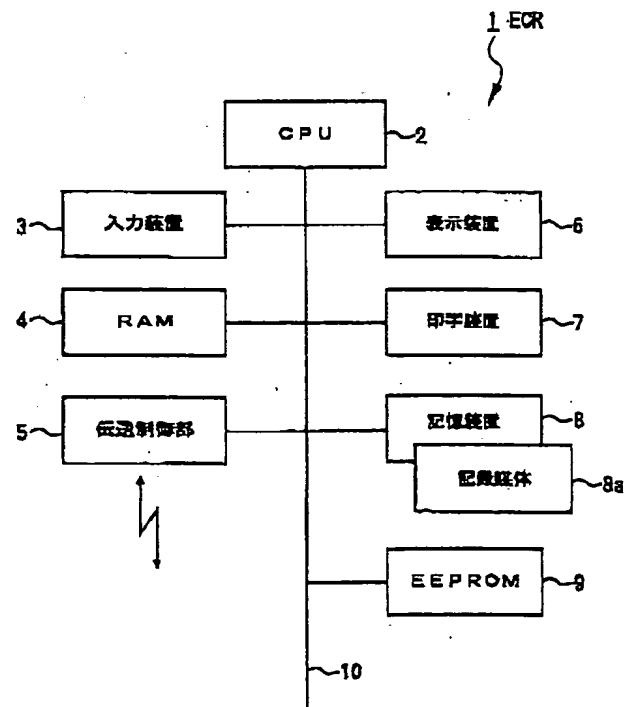 1 ECR
CPU
2
3
入力装置
表示装置
6
4
RAM
印字装置
7
5
伝送制御部
記憶装置
8
記録媒体
8a
EEPROM
9
10